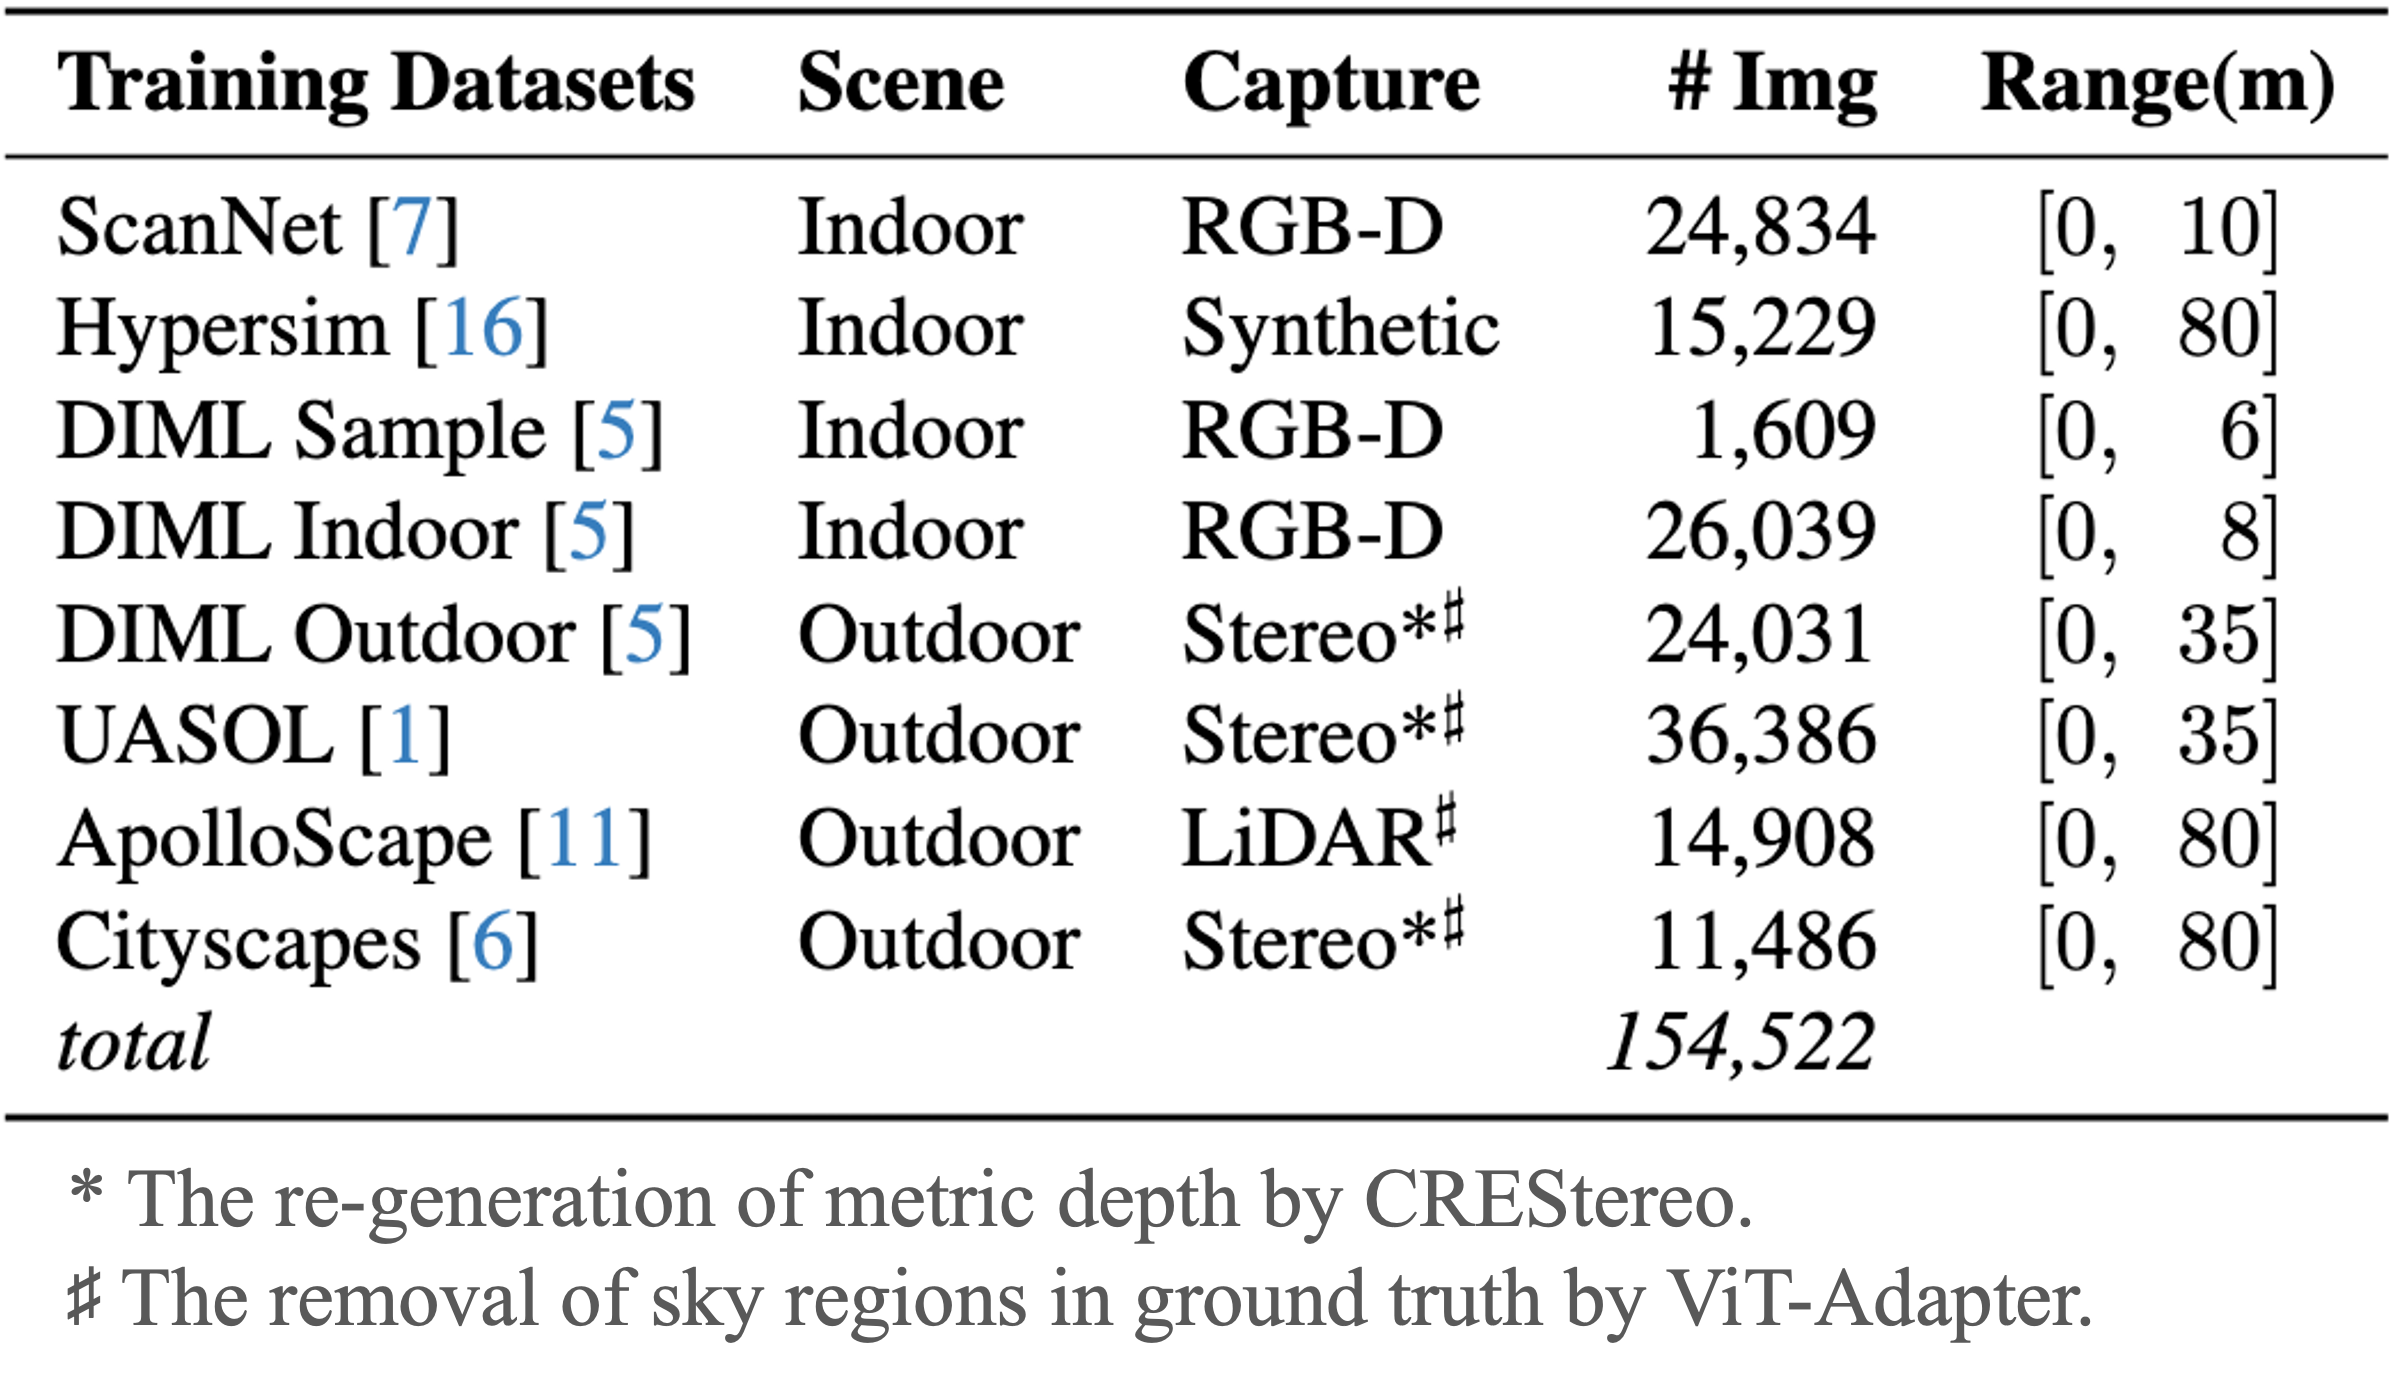 Training Datasets Scene Capture # Img Range(m)
ScanNet [7] Indoor RGB-D 24,834 [0, 10]
Hypersim [16] Indoor Synthetic 15,229 [0, 80]
DIML Sample [5] Indoor RGB-D 1,609 [0, 6]
DIML Indoor [5] Indoor RGB-D 26,039 [0, 8]
DIML Outdoor [5] Outdoor Stereo*♯ 24,031 [0, 35]
UASOL [1] Outdoor Stereo*♯ 36,386 [0, 35]
ApolloScape [11] Outdoor LiDAR♯ 14,908 [0, 80]
Cityscapes [6] Outdoor Stereo*♯ 11,486 [0, 80]
total 154,522
* The re-generation of metric depth by CREStereo.
♯ The removal of sky regions in ground truth by ViT-Adapter.